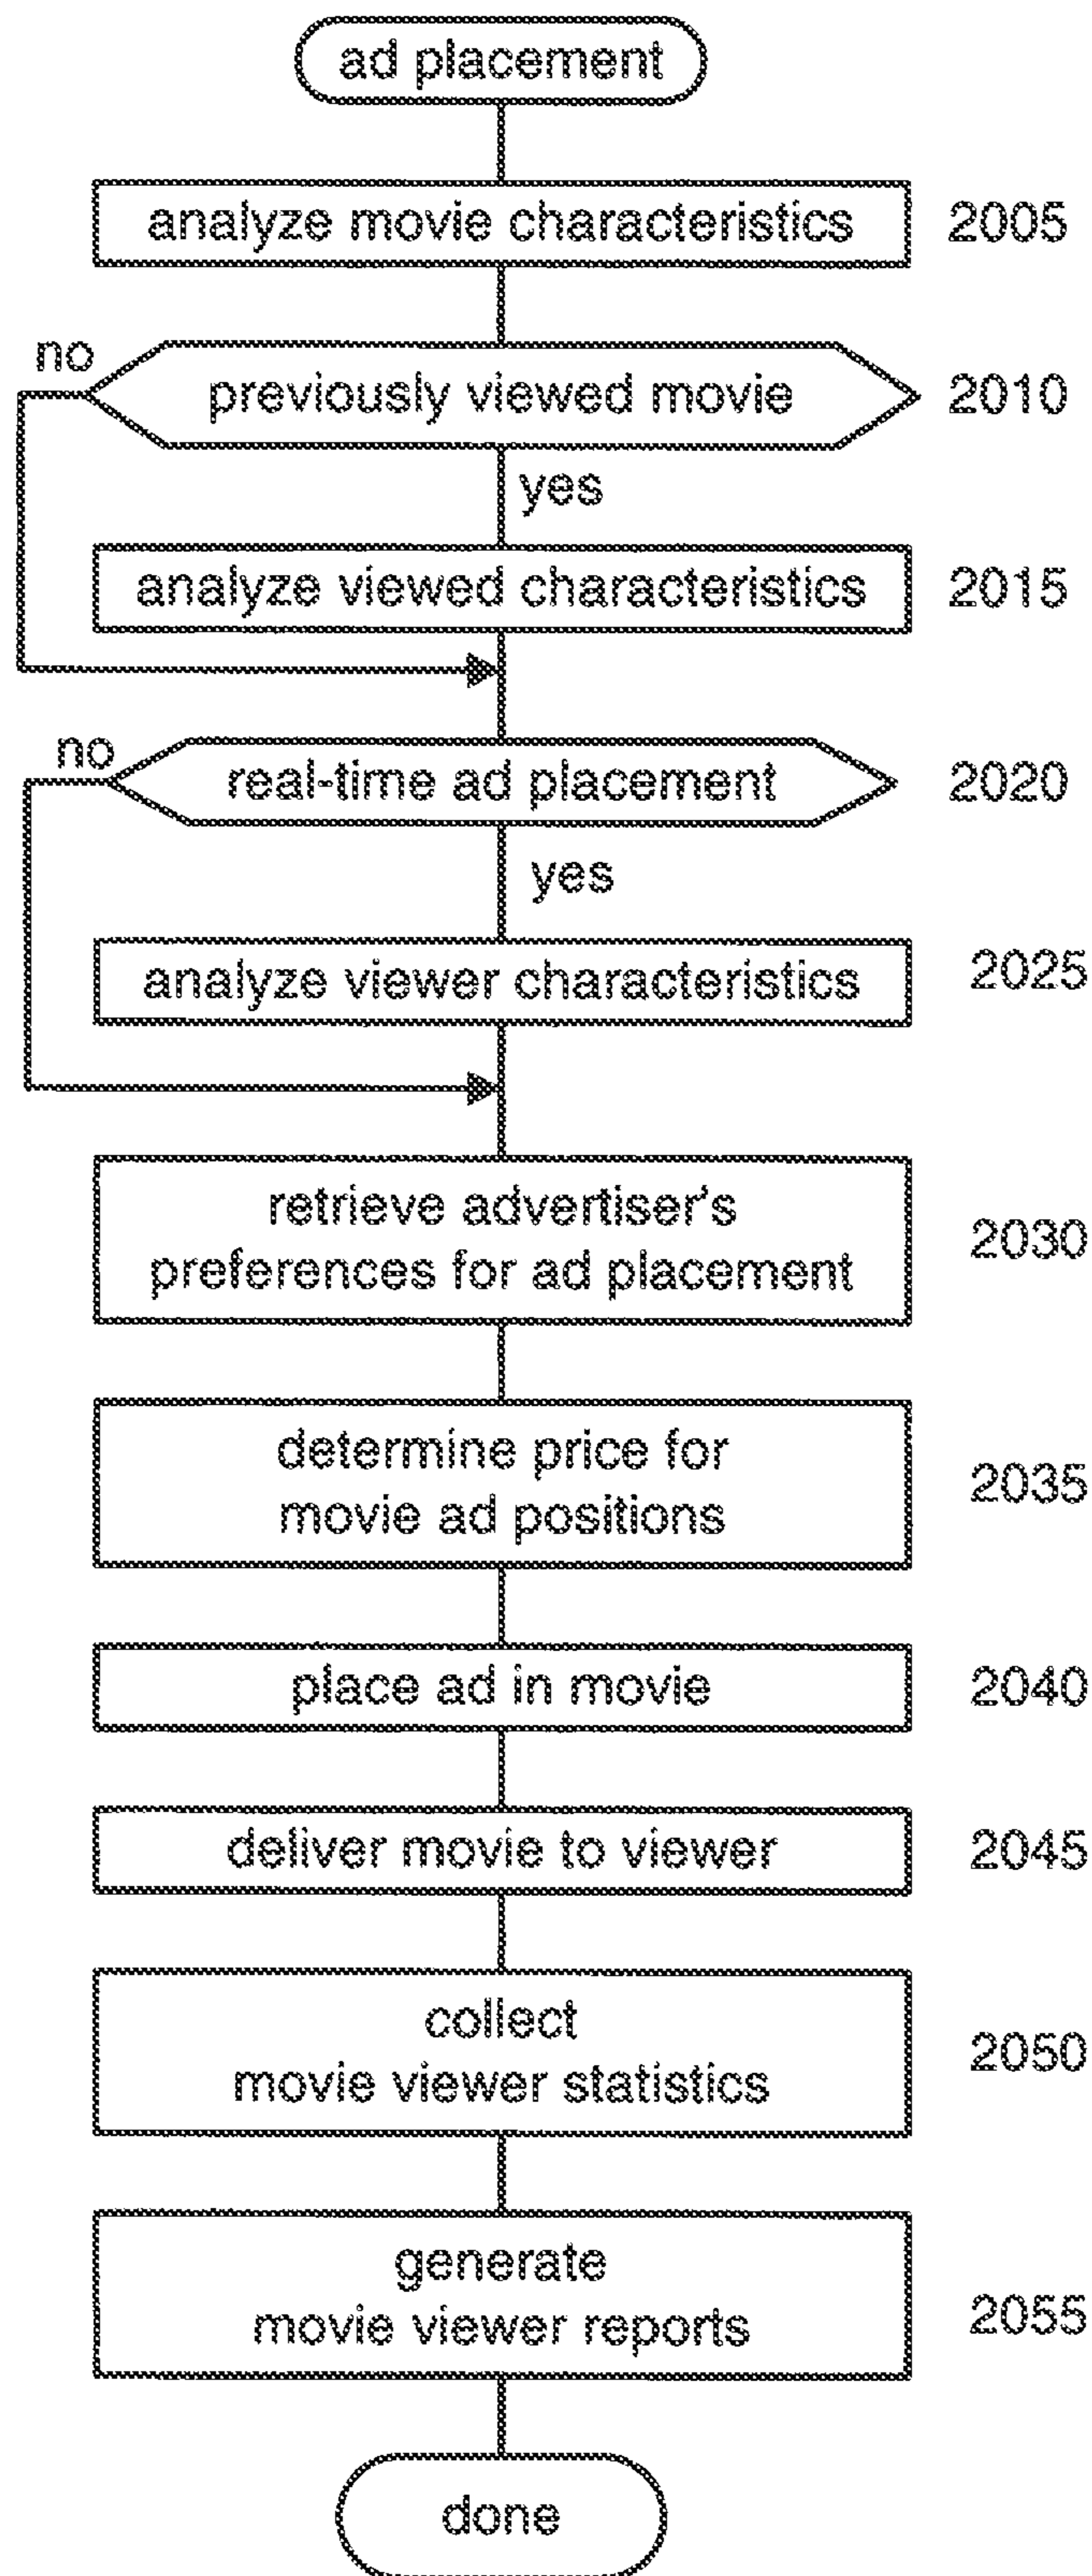 ad placement
analyze movie characteristics 2005
no
previously viewed movie 2010
yes
analyze viewed characteristics 2015
no
real-time ad placement 2020
yes
analyze viewer characteristics 2025
retrieve advertiser's
preferences for ad placement
2030
determine price for
movie ad positions
2035
place ad in movie 2040
deliver movie to viewer 2045
collect
movie viewer statistics
2050
generate
movie viewer reports
2055
done